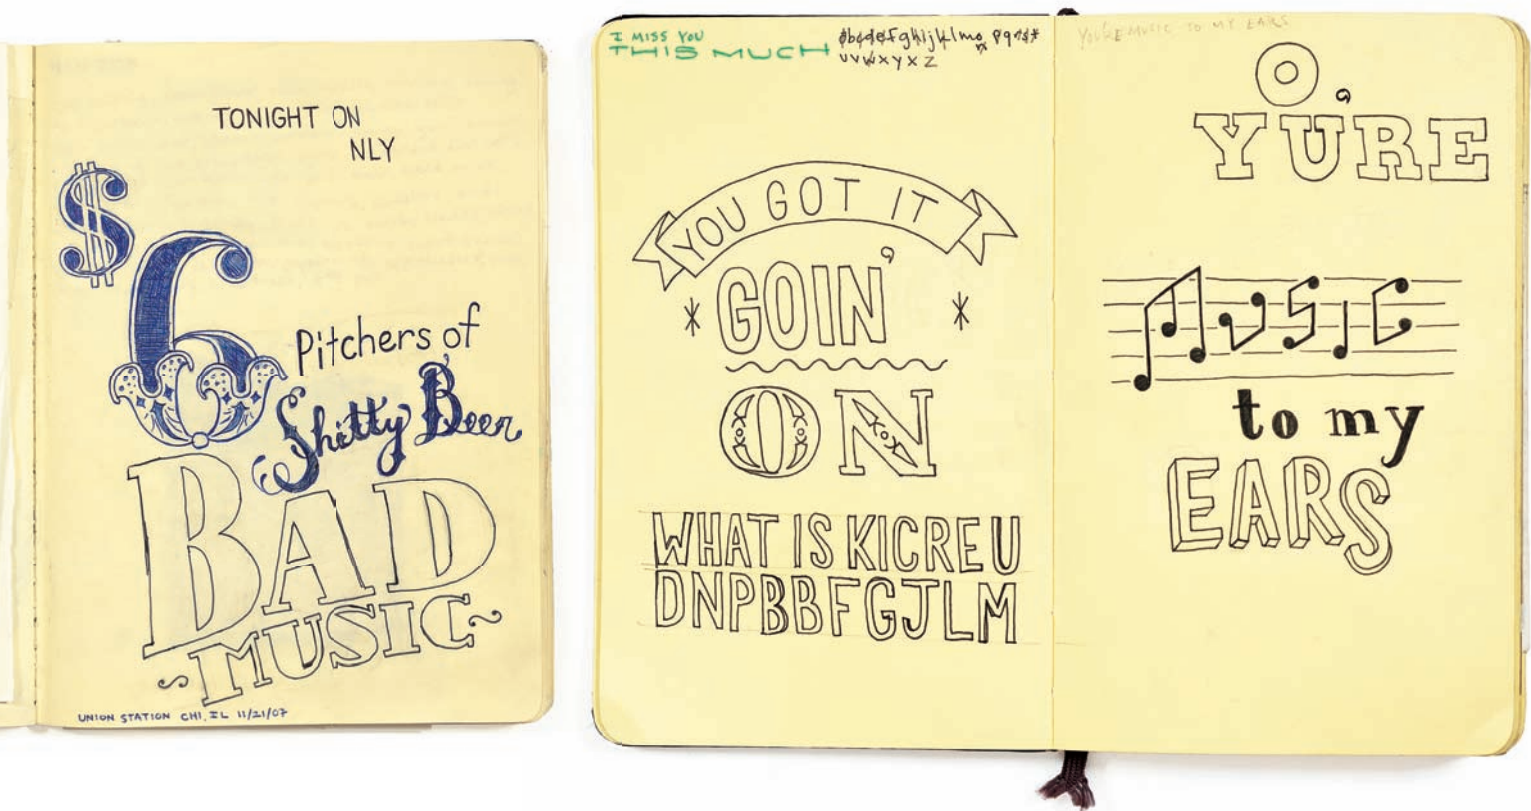 TONIGHT ON
NLY
$6
Pitchers of
Shitty Beer
BAD
~MUSIC~
UNION STATION CHI, IL 11/21/07
I MISS YOU
THIS MUCH
YOU GOT IT
* GOIN' *
ON
WHAT IS KICREU
DNPBBFGJLM
YOU'RE MUSIC TO MY EARS
O,
YURE
MUSIC
to my
EARS